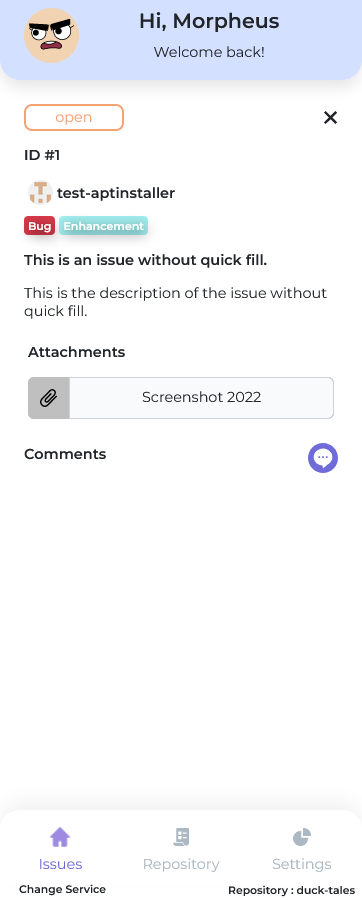 Hi, Morpheus
Welcome back!
open
ID #1
test-aptinstaller
Bug Enhancement
This is an issue without quick fill.
This is the description of the issue without
quick fill.
Attachments
Screenshot 2022
Comments
Issues Repository Settings
Change Service Repository : duck-tales